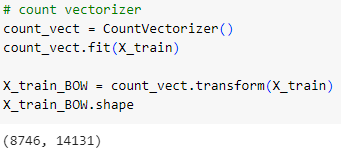 # count vectorizer
count_vect = CountVectorizer()
count_vect.fit(X_train)
X_train_BOW = count_vect.transform(X_train)
X_train_BOW.shape
(8746, 14131)